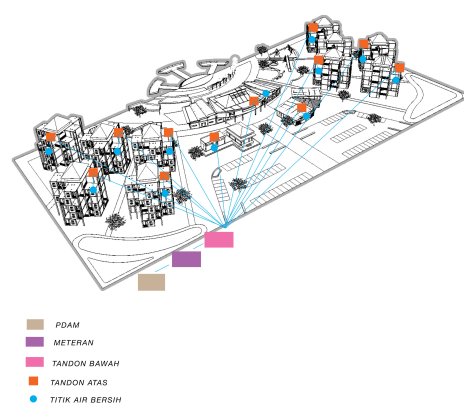 PDAM
METERAN
TANDON BAWAH
TANDON ATAS
TITIK AIR BERSIH